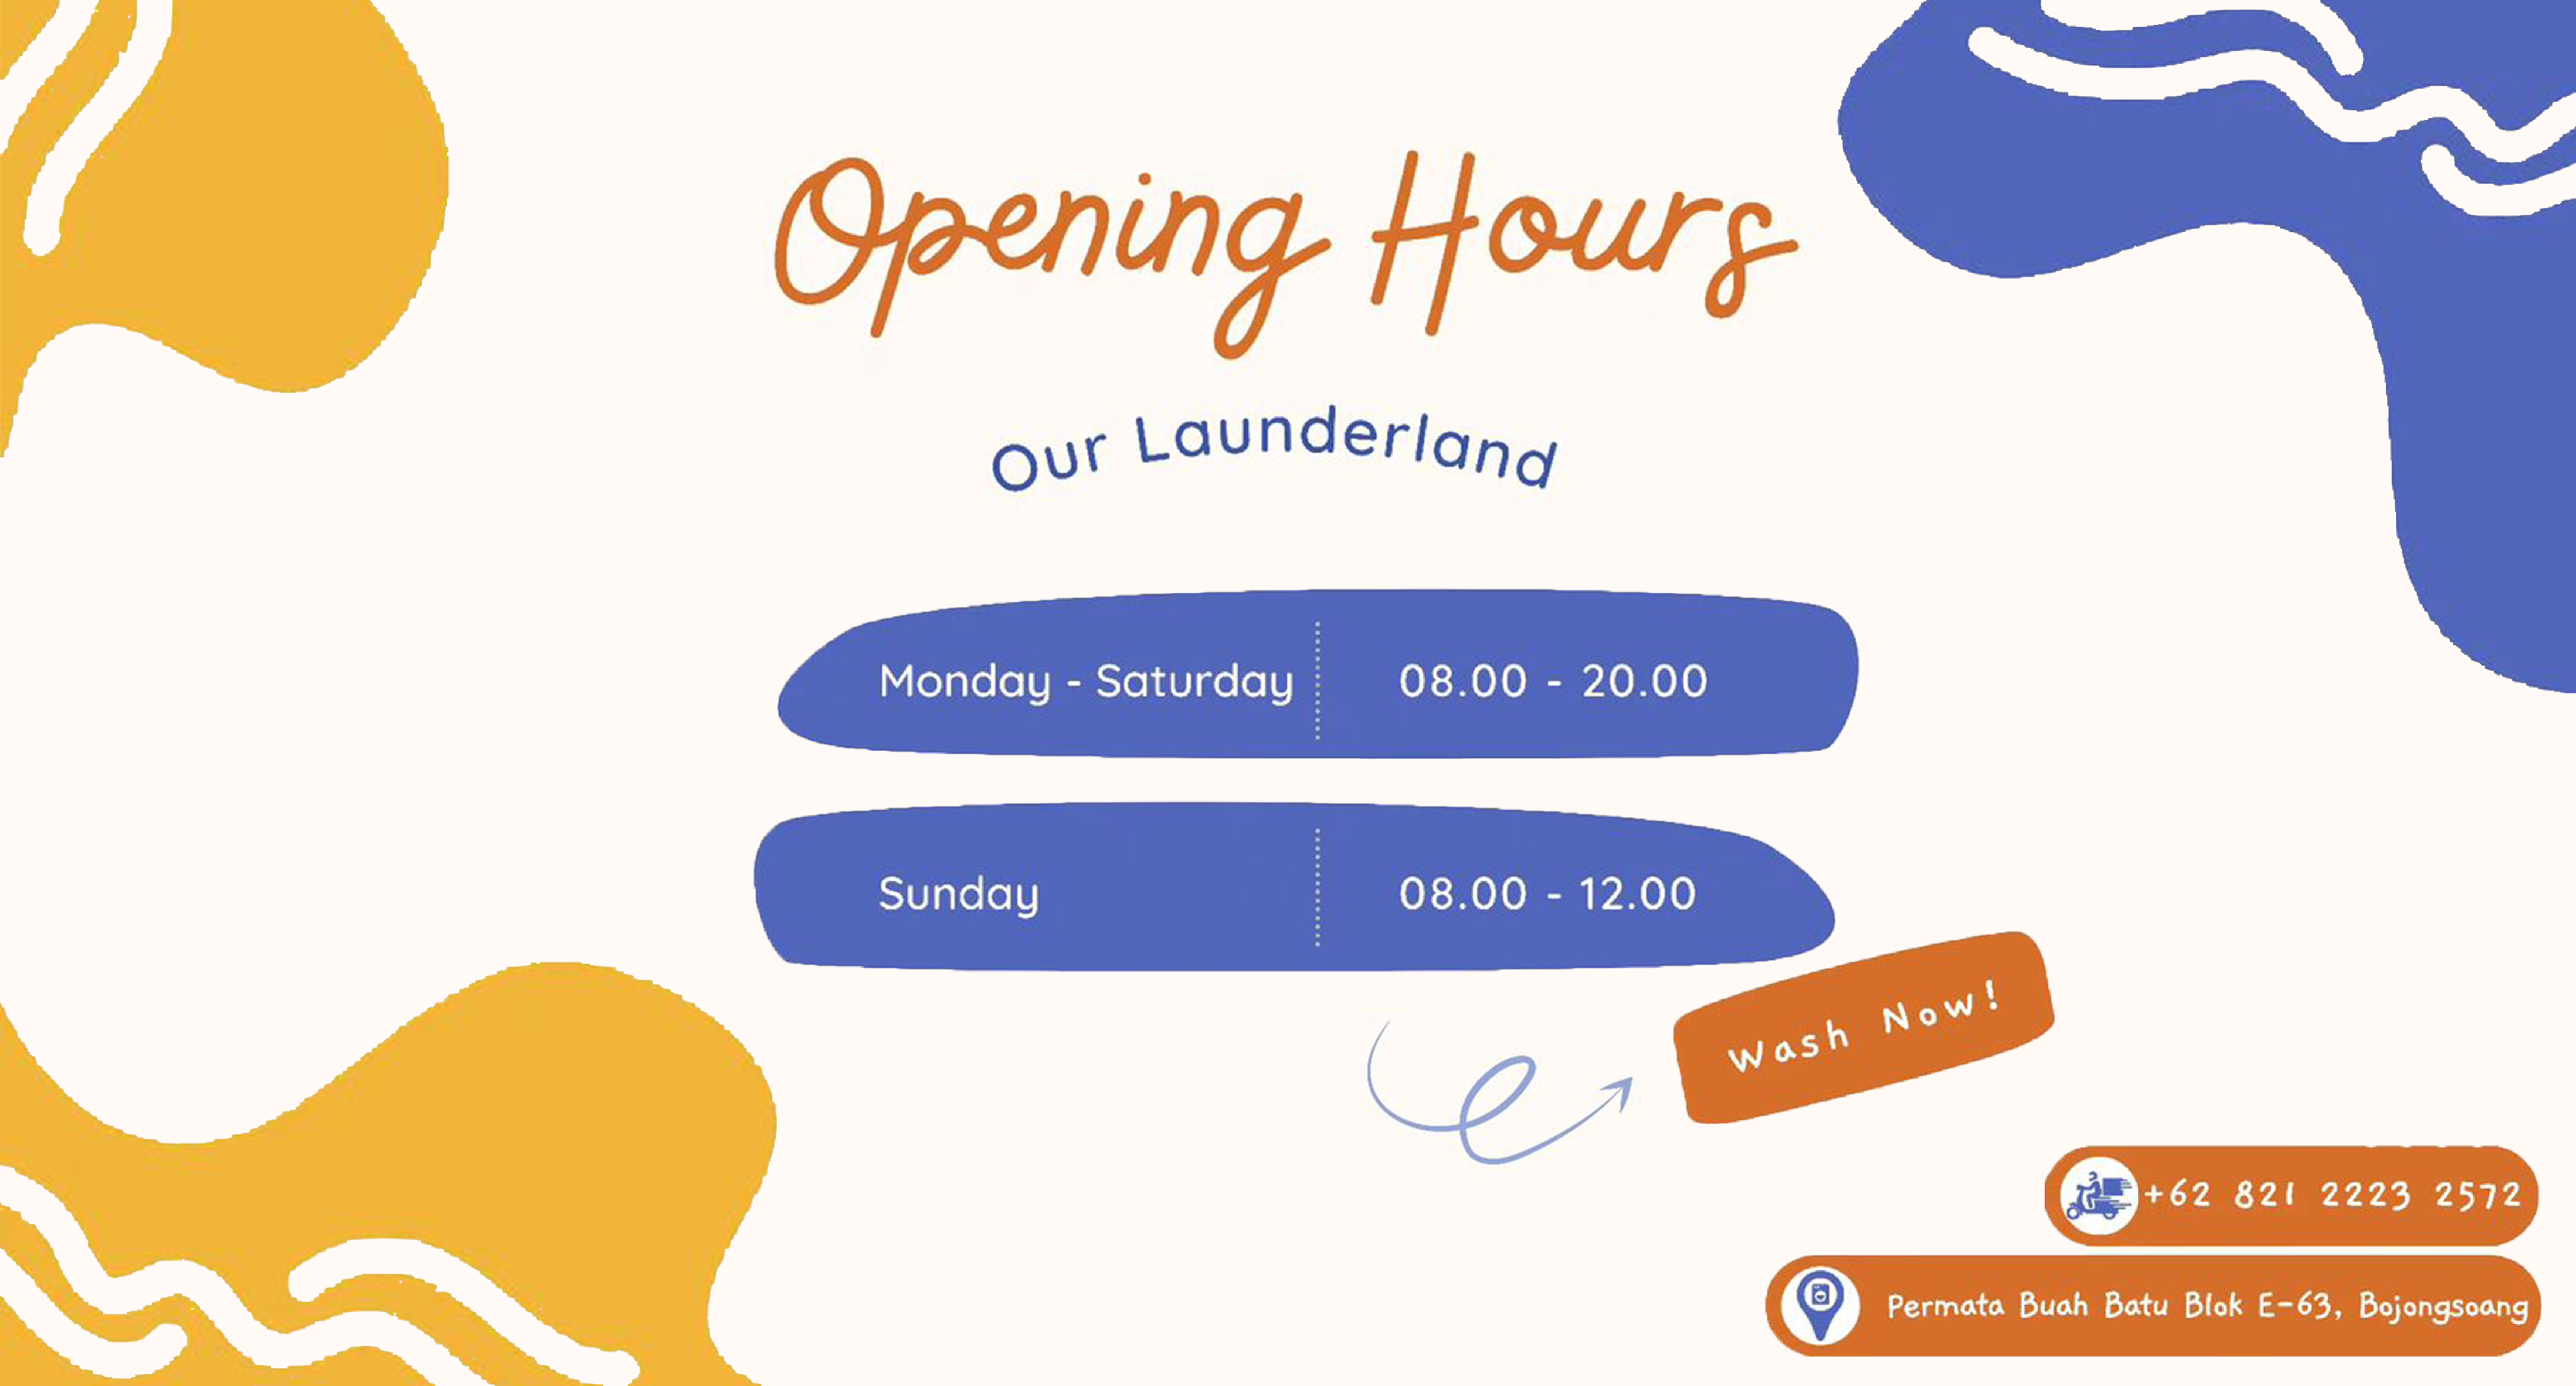 Opening Hours
Our Launderland
Monday - Saturday 08.00 - 20.00
Sunday 08.00 - 12.00
Wash Now!
+62 821 2223 2572
Permata Buah Batu Blok E-63, Bojongsoang